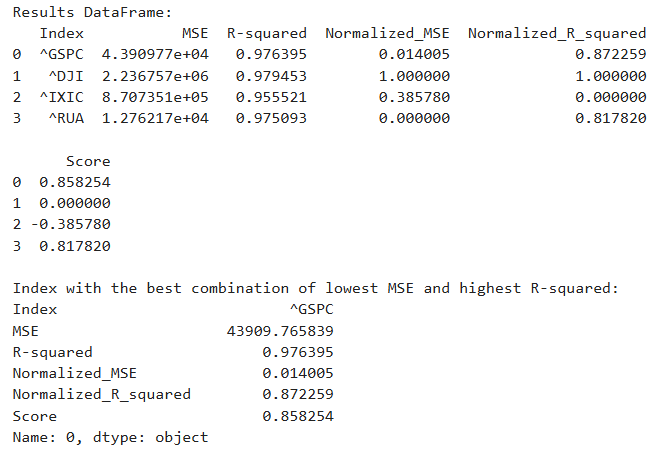 Results DataFrame:
   Index           MSE  R-squared  Normalized_MSE  Normalized_R_squared
0  ^GSPC  4.390977e+04   0.976395        0.014005              0.872259
1   ^DJI  2.236757e+06   0.979453        1.000000              1.000000
2  ^IXIC  8.707351e+05   0.955521        0.385780              0.000000
3   ^RUA  1.276217e+04   0.975093        0.000000              0.817820
      Score
0  0.858254
1  0.000000
2 -0.385780
3  0.817820
Index with the best combination of lowest MSE and highest R-squared:
Index                          ^GSPC
MSE                     43909.765839
R-squared                   0.976395
Normalized_MSE              0.014005
Normalized_R_squared        0.872259
Score                       0.858254
Name: 0, dtype: object